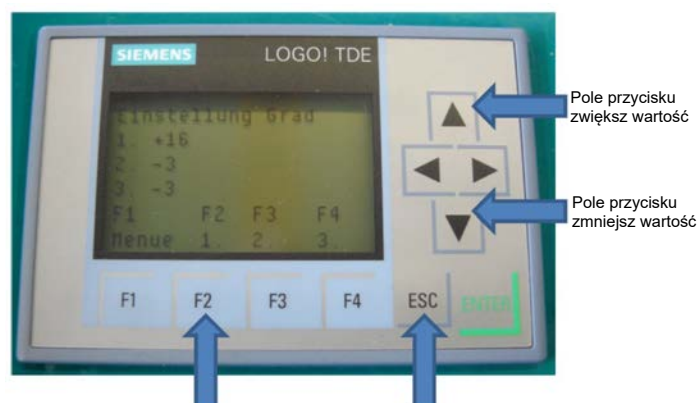 SIEMENS LOGO! TDE
Einstellung Grad
1. +16
2. -3
3. -3
F1 F2 F3 F4
Menue 1. 2. 3.
F1 F2 F3 F4 ESC ENTER
Pole przycisku
zwiększ wartość
Pole przycisku
zmniejsz wartość